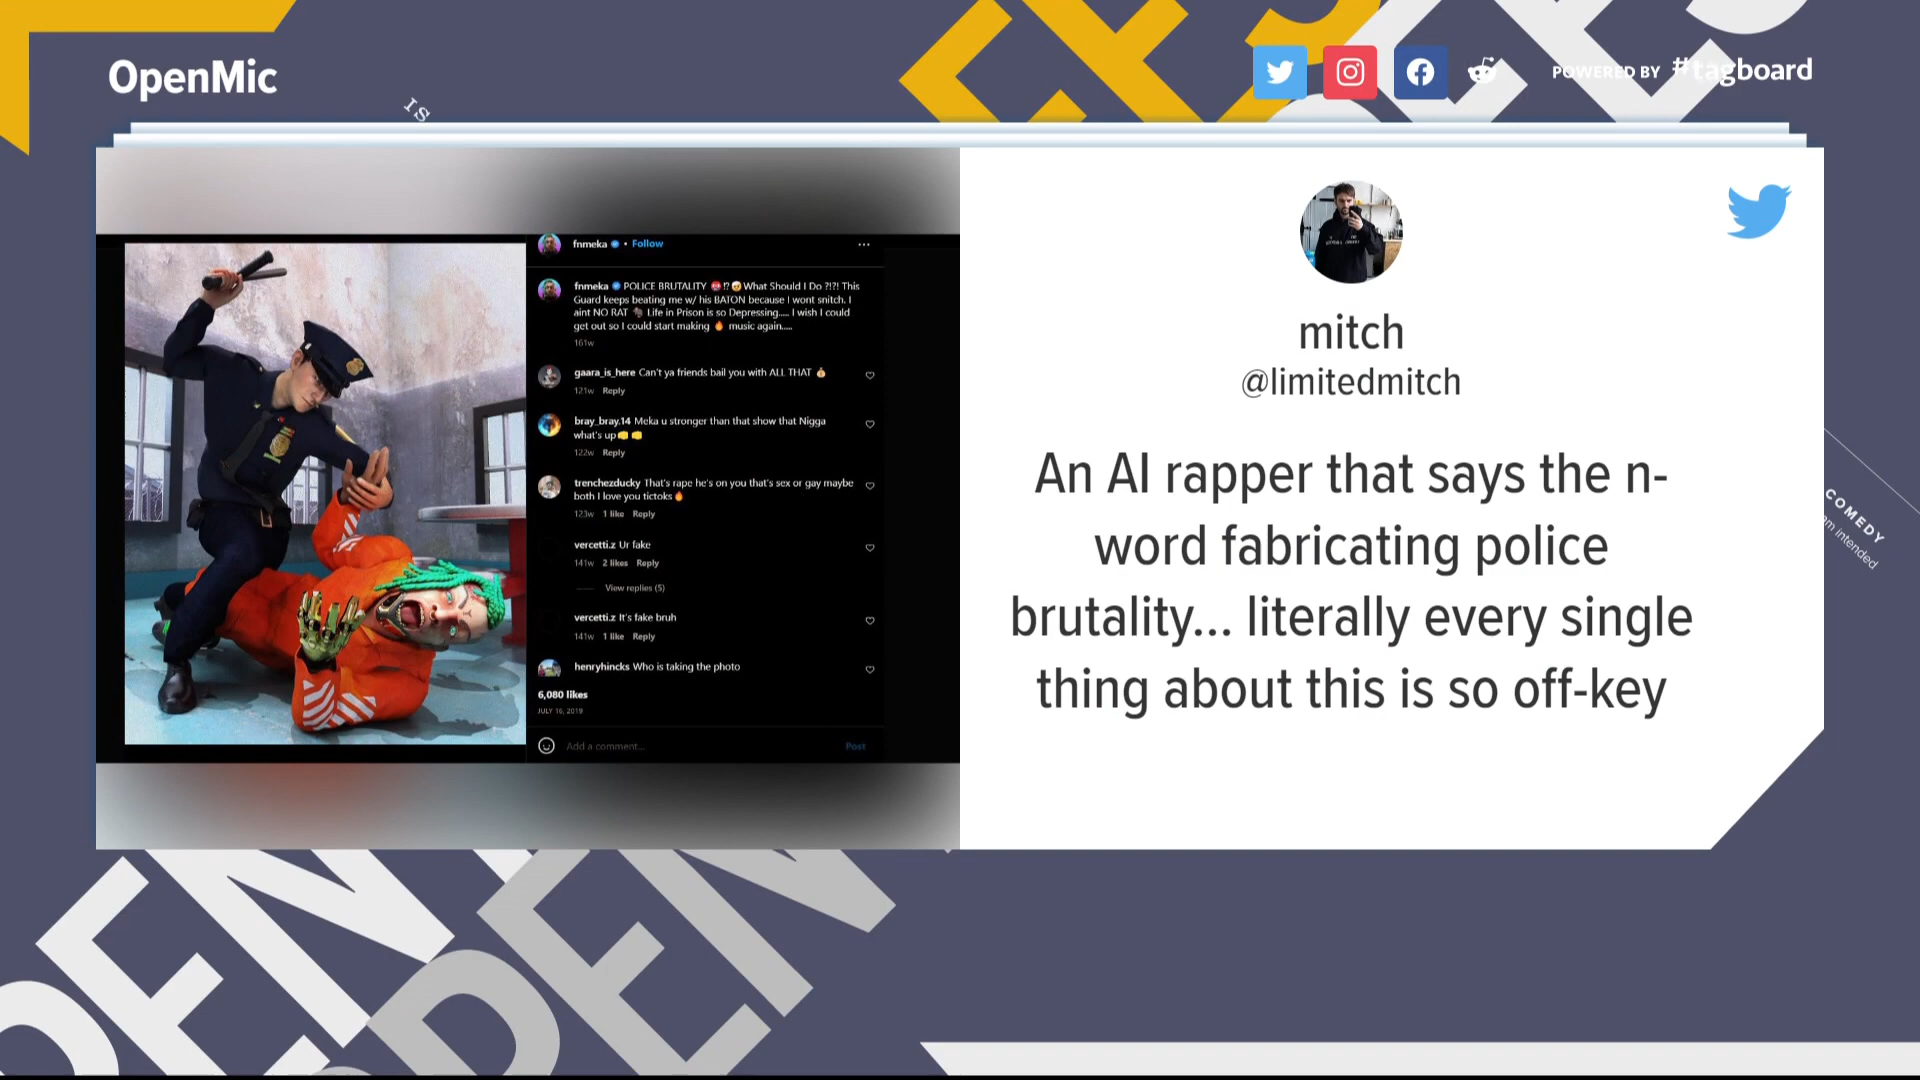 OpenMic
POWERED BY #tagboard
IS
fnmeka • Follow
fnmeka POLICE BRUTALITY 😡⁉️🤕What Should I Do ?!?! This
Guard keeps beating me w/ his BATON because I wont snitch. I
aint NO RAT 🐀 Life in Prison is so Depressing..... I wish I could
get out so I could start making 🔥 music again.....
161w
gaara_is_here Can't ya friends bail you with ALL THAT 💰
121w Reply
bray_bray.14 Meka u stronger than that show that Nigga
what's up👊👊
122w Reply
trenchezducky That's rape he's on you that's sex or gay maybe
both I love you tictoks🔥
123w 1 like Reply
vercetti.z Ur fake
141w 2 likes Reply
View replies (5)
vercetti.z It's fake bruh
141w 1 like Reply
henryhincks Who is taking the photo
6,080 likes
JULY 16, 2019
Add a comment...
Post
mitch
@limitedmitch
An AI rapper that says the n-
word fabricating police
brutality... literally every single
thing about this is so off-key
COMEDY
intended